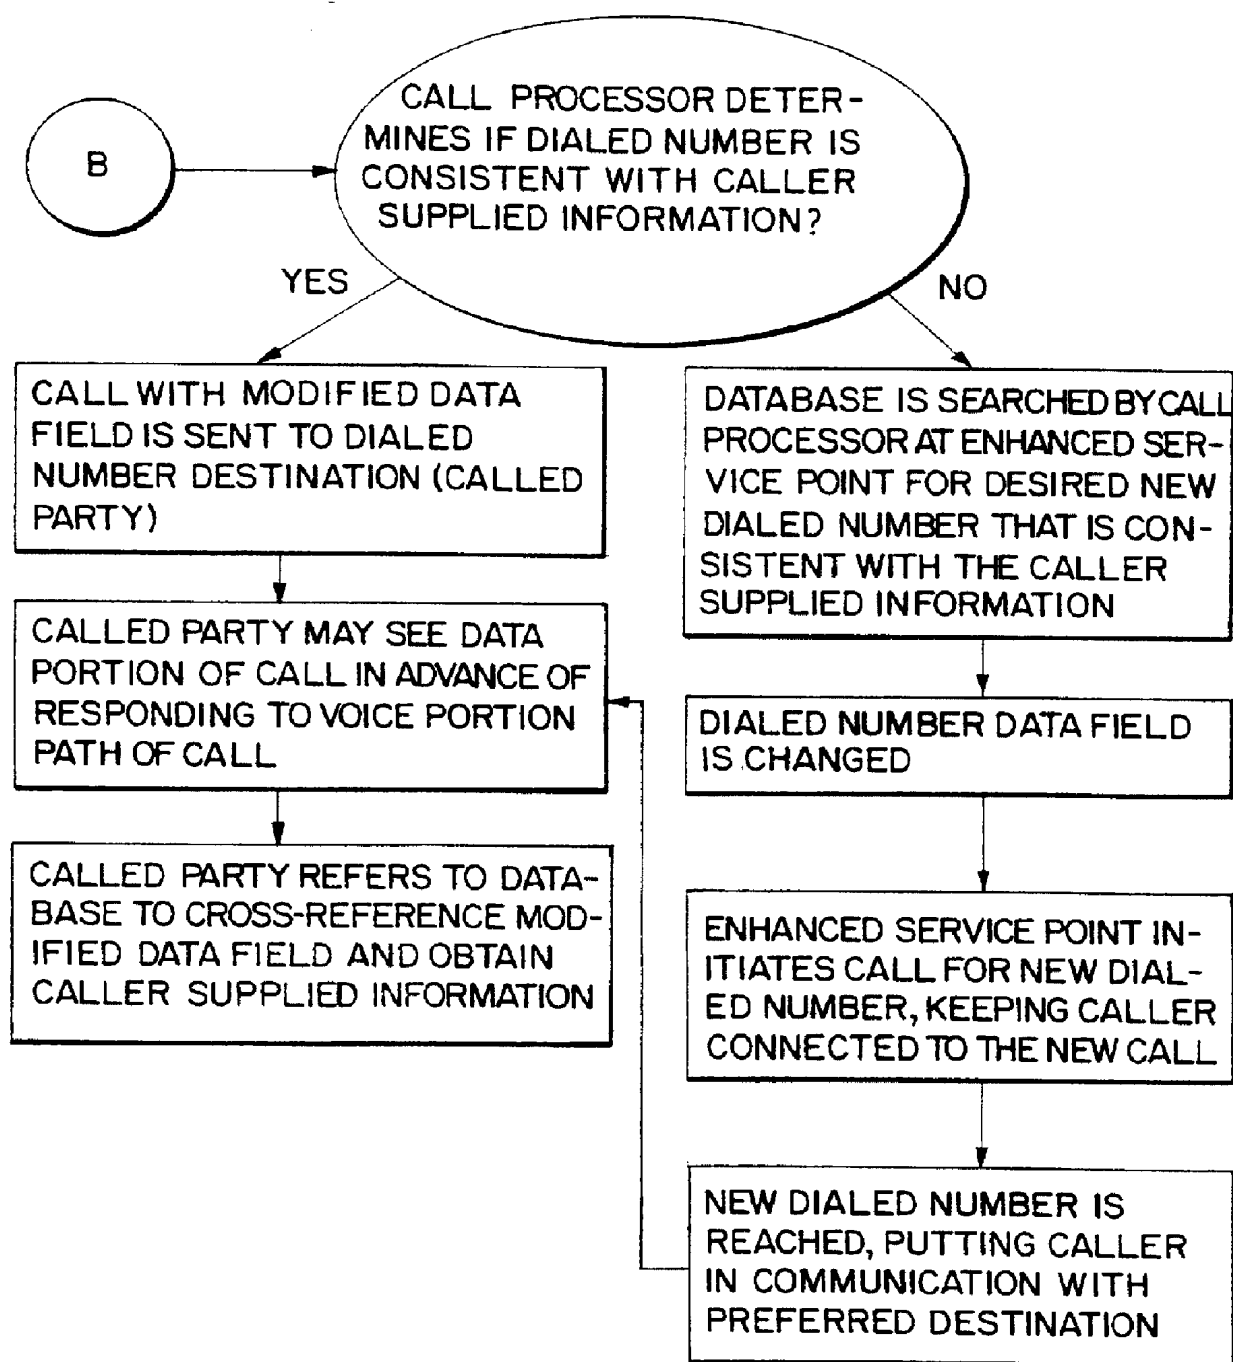 B
CALL PROCESSOR DETER-
MINES IF DIALED NUMBER IS
CONSISTENT WITH CALLER
SUPPLIED INFORMATION?
YES
NO
CALL WITH MODIFIED DATA
FIELD IS SENT TO DIALED
NUMBER DESTINATION (CALLED
PARTY)
CALLED PARTY MAY SEE DATA
PORTION OF CALL IN ADVANCE OF
RESPONDING TO VOICE PORTION
PATH OF CALL
CALLED PARTY REFERS TO DATA-
BASE TO CROSS-REFERENCE MOD-
IFIED DATA FIELD AND OBTAIN
CALLER SUPPLIED INFORMATION
DATABASE IS SEARCHED BY CALL
PROCESSOR AT ENHANCED SER-
VICE POINT FOR DESIRED NEW
DIALED NUMBER THAT IS CON-
SISTENT WITH THE CALLER
SUPPLIED INFORMATION
DIALED NUMBER DATA FIELD
IS CHANGED
ENHANCED SERVICE POINT IN-
ITIATES CALL FOR NEW DIAL-
ED NUMBER, KEEPING CALLER
CONNECTED TO THE NEW CALL
NEW DIALED NUMBER IS
REACHED, PUTTING CALLER
IN COMMUNICATION WITH
PREFERRED DESTINATION